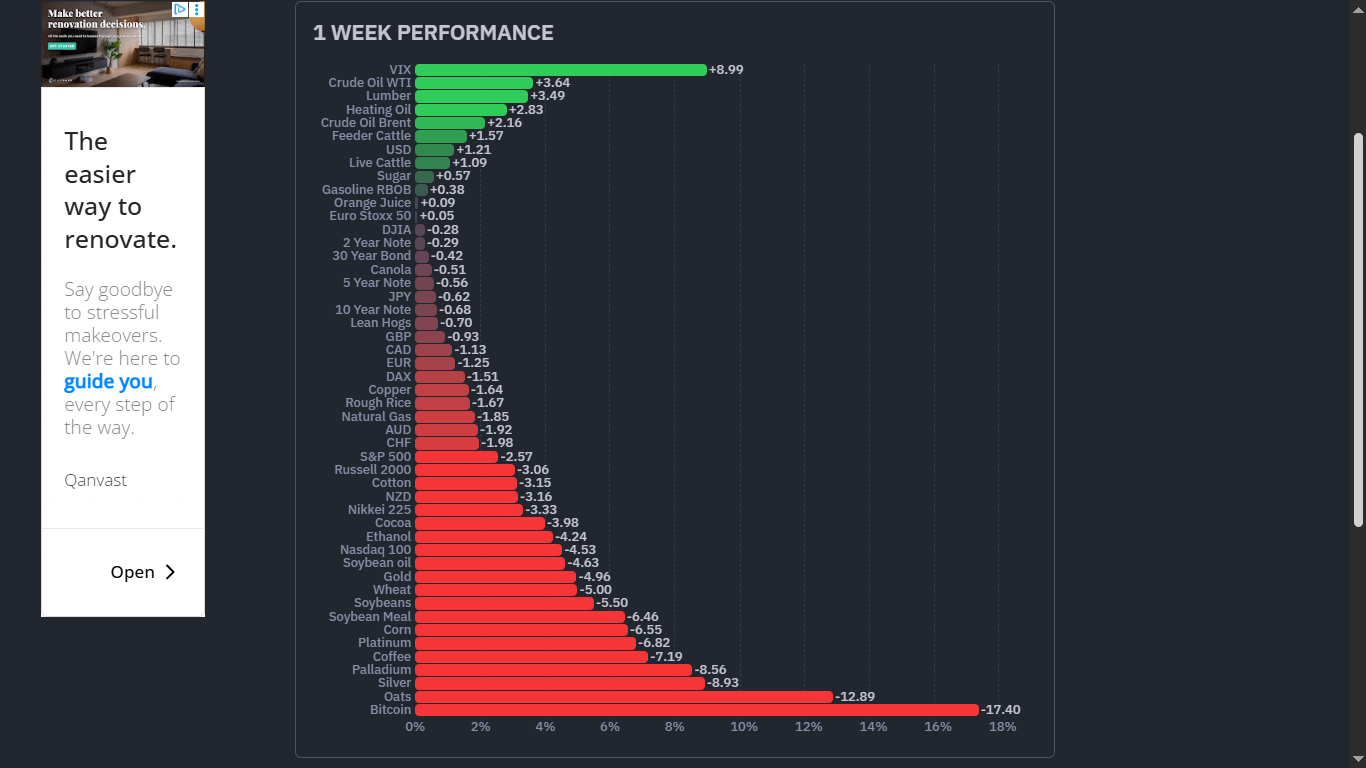 Make better
renovation decisions.
All the tools you need to
GET STARTED
The
easier
way to
renovate.
Say goodbye
to stressful
makeovers.
We're here to
guide you,
every step of
the way.
Qanvast
Open
1 WEEK PERFORMANCE
VIX +8.99
Crude Oil WTI +3.64
Lumber +3.49
Heating Oil +2.83
Crude Oil Brent +2.16
Feeder Cattle +1.57
USD +1.21
Live Cattle +1.09
Sugar +0.57
Gasoline RBOB +0.38
Orange Juice +0.09
Euro Stoxx 50 +0.05
DJIA -0.28
2 Year Note -0.29
30 Year Bond -0.42
Canola -0.51
5 Year Note -0.56
JPY -0.62
10 Year Note -0.68
Lean Hogs -0.70
GBP -0.93
CAD -1.13
EUR -1.25
DAX -1.51
Copper -1.64
Rough Rice -1.67
Natural Gas -1.85
AUD -1.92
CHF -1.98
S&P 500 -2.57
Russell 2000 -3.06
Cotton -3.15
NZD -3.16
Nikkei 225 -3.33
Cocoa -3.98
Ethanol -4.24
Nasdaq 100 -4.53
Soybean oil -4.63
Gold -4.96
Wheat -5.00
Soybeans -5.50
Soybean Meal -6.46
Corn -6.55
Platinum -6.82
Coffee -7.19
Palladium -8.56
Silver -8.93
Oats -12.89
Bitcoin -17.40
0% 2% 4% 6% 8% 10% 12% 14% 16% 18%